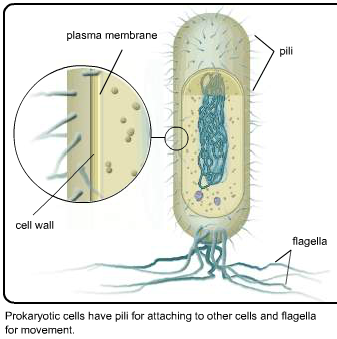 plasma membrane
pili
cell wall
flagella
Prokaryotic cells have pili for attaching to other cells and flagella
for movement.